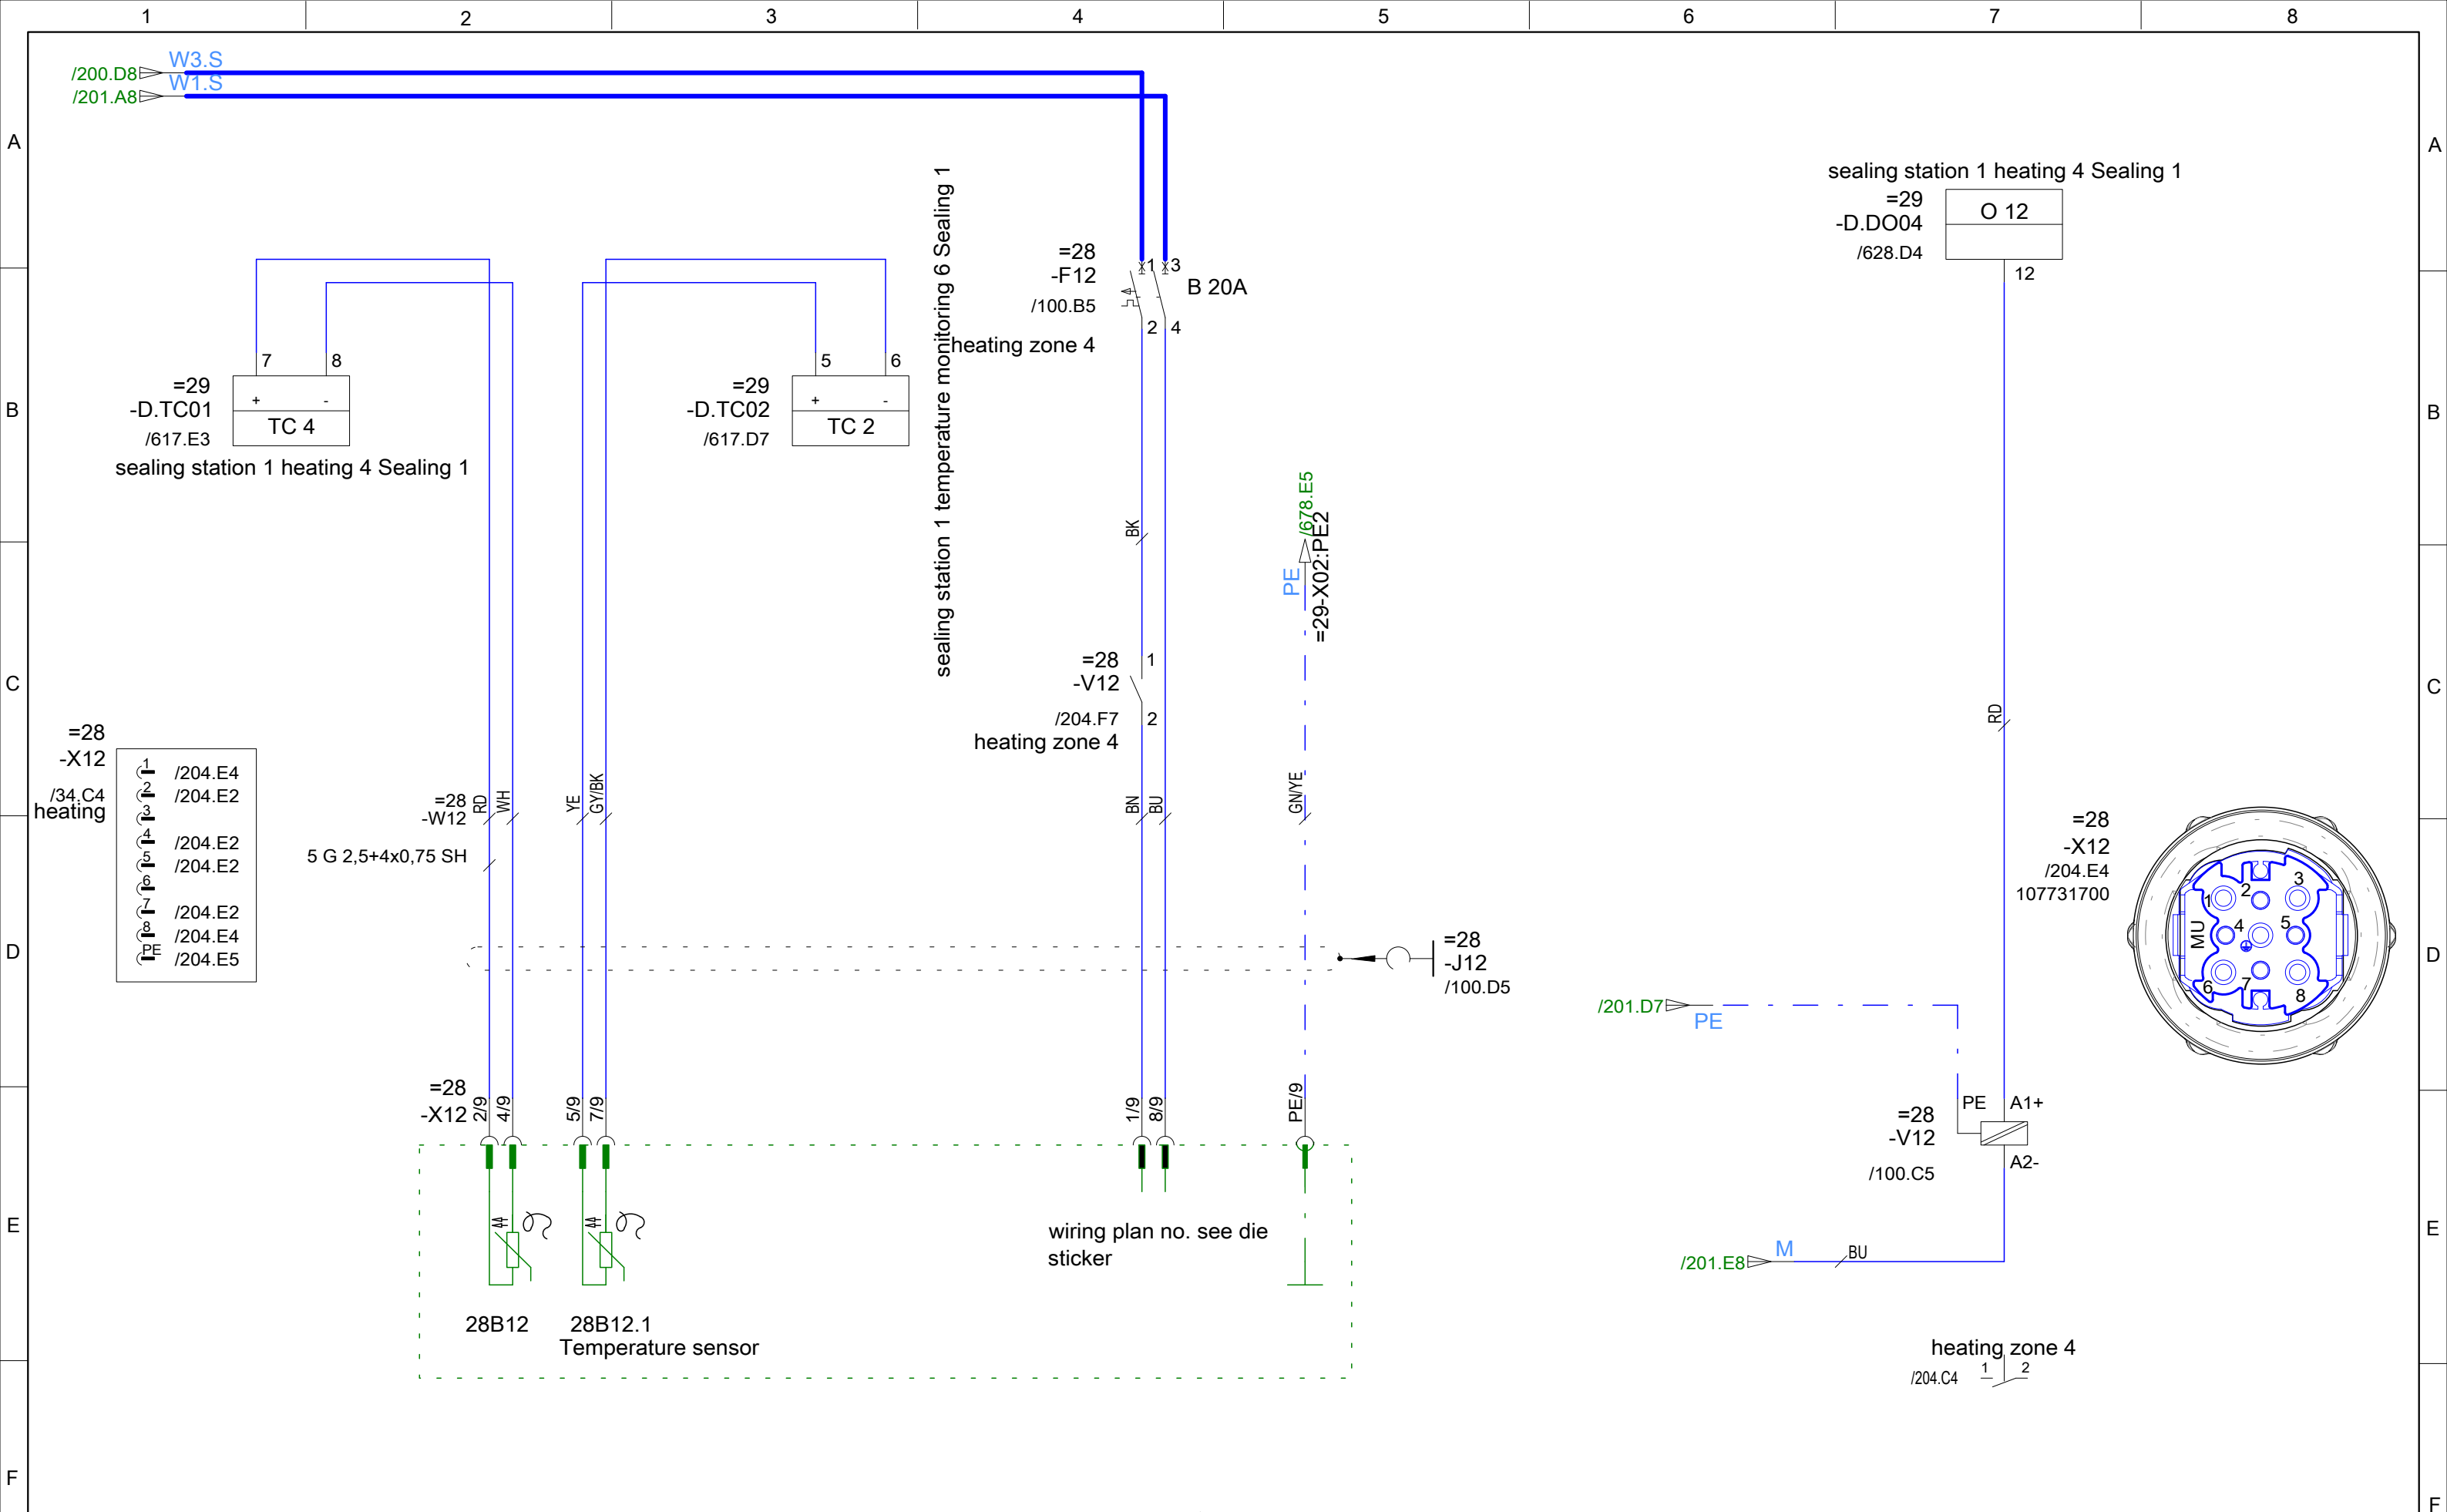 1 2 3 4 5 6 7 8
W3.S
/200.D8
W1.S
/201.A8
A
A
sealing station 1 heating 4 Sealing 1
=29
-D.DO04
/628.D4
O 12
12
=28
-F12
/100.B5
1 3
B 20A
2 4
heating zone 4
sealing station 1 temperature monitoring 6 Sealing 1
7 8
=29
-D.TC01
/617.E3
+ -
TC 4
sealing station 1 heating 4 Sealing 1
5 6
=29
-D.TC02
/617.D7
+ -
TC 2
B
B
BK
/678.E5
=29-X02:PE2
PE
=28
-V12
/204.F7
1
2
heating zone 4
C
C
RD
=28
-X12
/34.C4
heating
1 /204.E4
2 /204.E2
3
4 /204.E2
5 /204.E2
6
7 /204.E2
8 /204.E4
PE /204.E5
=28
-W12
RD
WH
YE
GY/BK
BN
BU
GN/YE
5 G 2,5+4x0,75 SH
=28
-X12
/204.E4
107731700
1 2 3
MU 4 5
6 7 8
D
D
=28
-J12
/100.D5
/201.D7
PE
=28
-X12
2/9
4/9
5/9
7/9
1/9
8/9
PE/9
PE A1+
=28
-V12
/100.C5
A2-
E
E
wiring plan no. see die
sticker
M
/201.E8
BU
28B12
28B12.1
Temperature sensor
heating zone 4
/204.C4
1 2
F
F